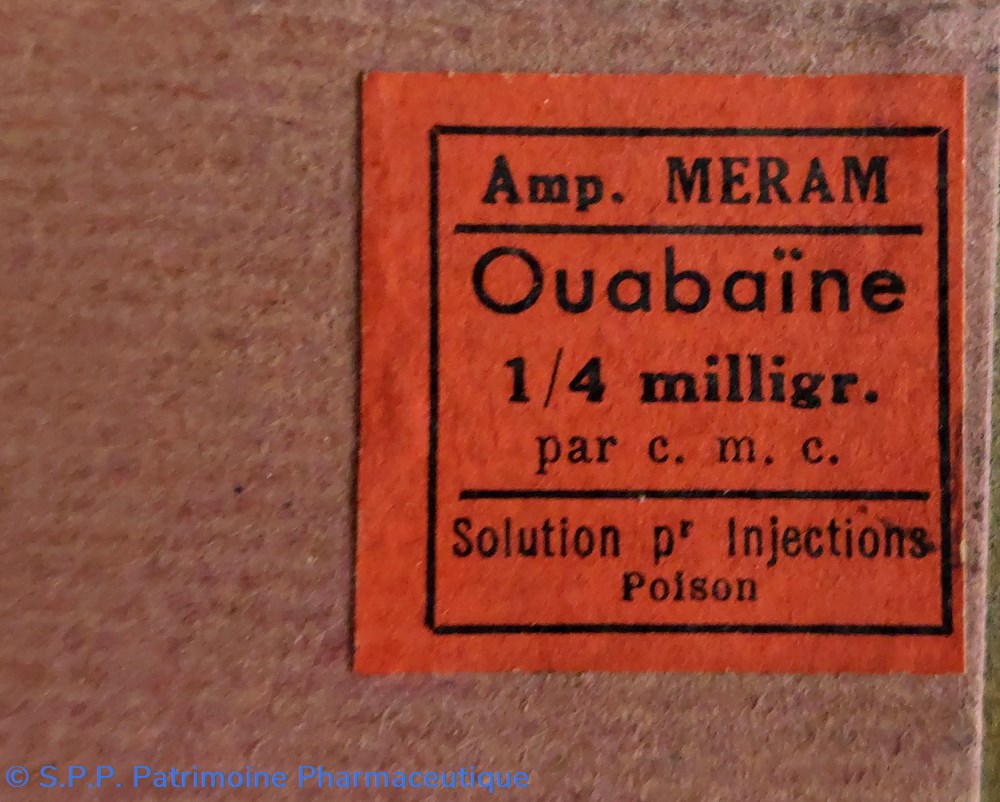 Amp. MERAM
Ouabaïne
1/4 milligr.
par c. m. c.
Solution pʳ Injections
Poison
© S.P.P. Patrimoine Pharmaceutique